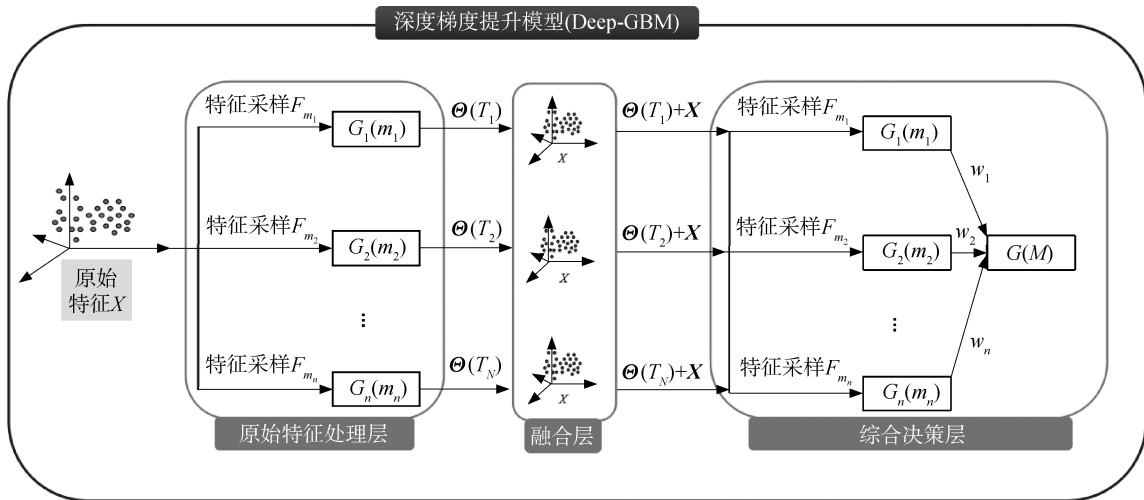 深度梯度提升模型(Deep-GBM)
原始
特征X
特征采样F_{m_1}
G_1(m_1)
特征采样F_{m_2}
G_2(m_2)
...
特征采样F_{m_n}
G_n(m_n)
原始特征处理层
Θ(T_1)
Θ(T_2)
Θ(T_N)
x
x
x
融合层
Θ(T_1)+X
Θ(T_2)+X
Θ(T_N)+X
特征采样F_{m_1}
G_1(m_1)
特征采样F_{m_2}
G_2(m_2)
...
特征采样F_{m_n}
G_n(m_n)
w_1
w_2
w_n
G(M)
综合决策层